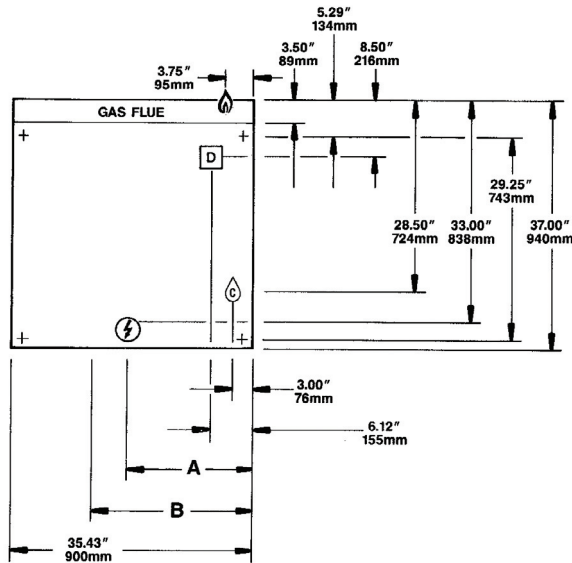 5.29″
134mm
3.50″
89mm
8.50″
216mm
3.75″
95mm
GAS FLUE
D
29.25″
743mm
28.50″
724mm
33.00″
838mm
37.00″
940mm
C
3.00″
76mm
6.12″
155mm
A
B
35.43″
900mm